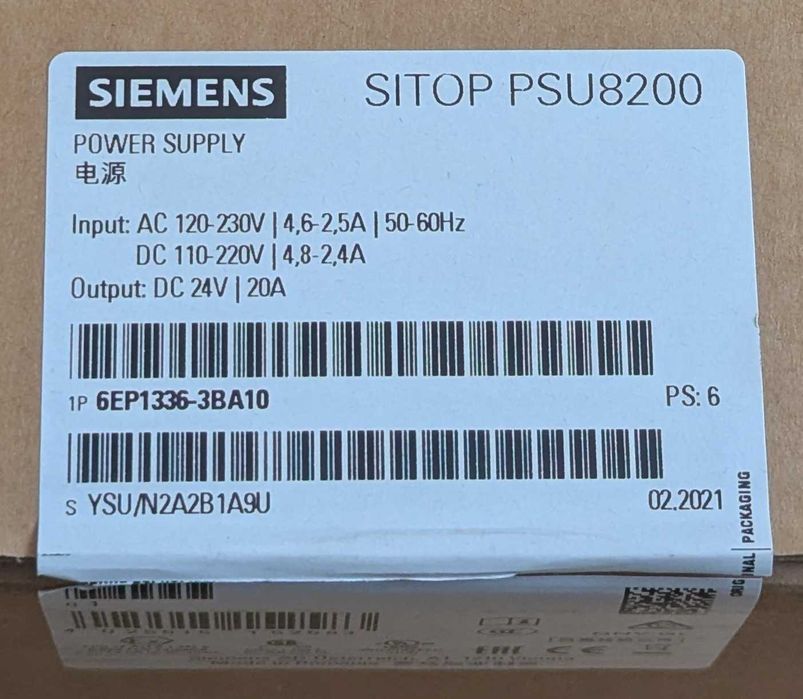 SIEMENS SITOP PSU8200
POWER SUPPLY
电源
Input: AC 120-230V | 4,6-2,5A | 50-60Hz
DC 110-220V | 4,8-2,4A
Output: DC 24V | 20A
1P 6EP1336-3BA10 PS: 6
S YSU/N2A2B1A9U 02.2021
ORIGINAL PACKAGING